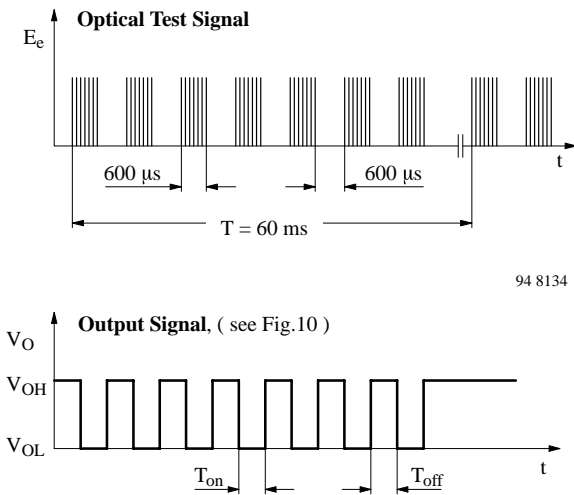 Optical Test Signal
Ee
t
600 µs
600 µs
T = 60 ms
94 8134
Output Signal, ( see Fig.10 )
VO
VOH
VOL
t
Ton
Toff